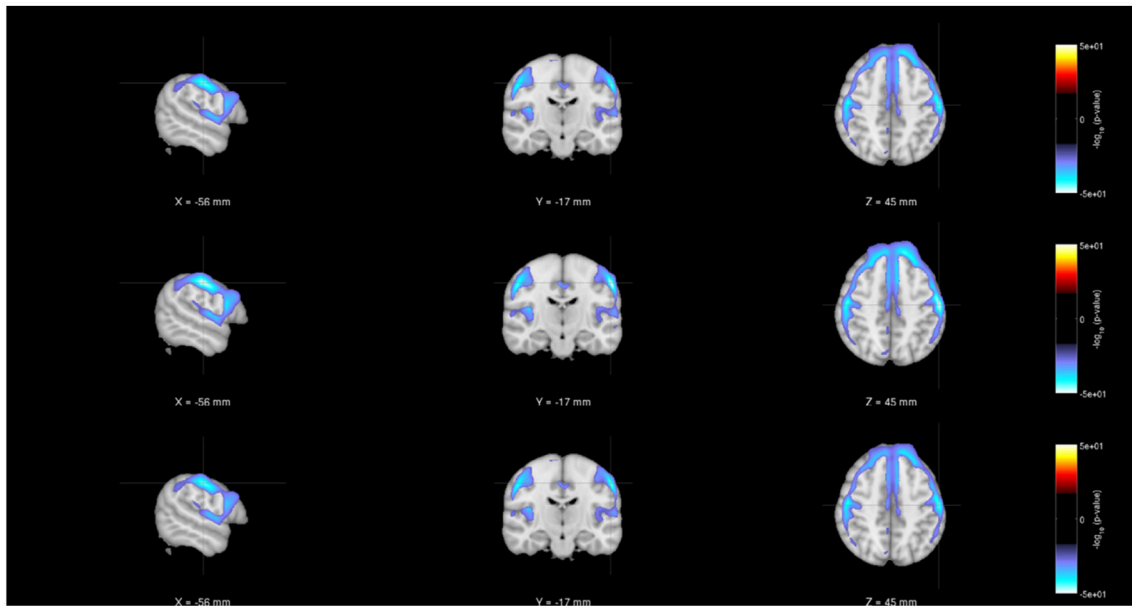 5e+01
0
-log10 (p-value)
-5e+01
X = -56 mm
Y = -17 mm
Z = 45 mm
5e+01
0
-log10 (p-value)
-5e+01
X = -56 mm
Y = -17 mm
Z = 45 mm
5e+01
0
-log10 (p-value)
-5e+01
X = -56 mm
Y = -17 mm
Z = 45 mm